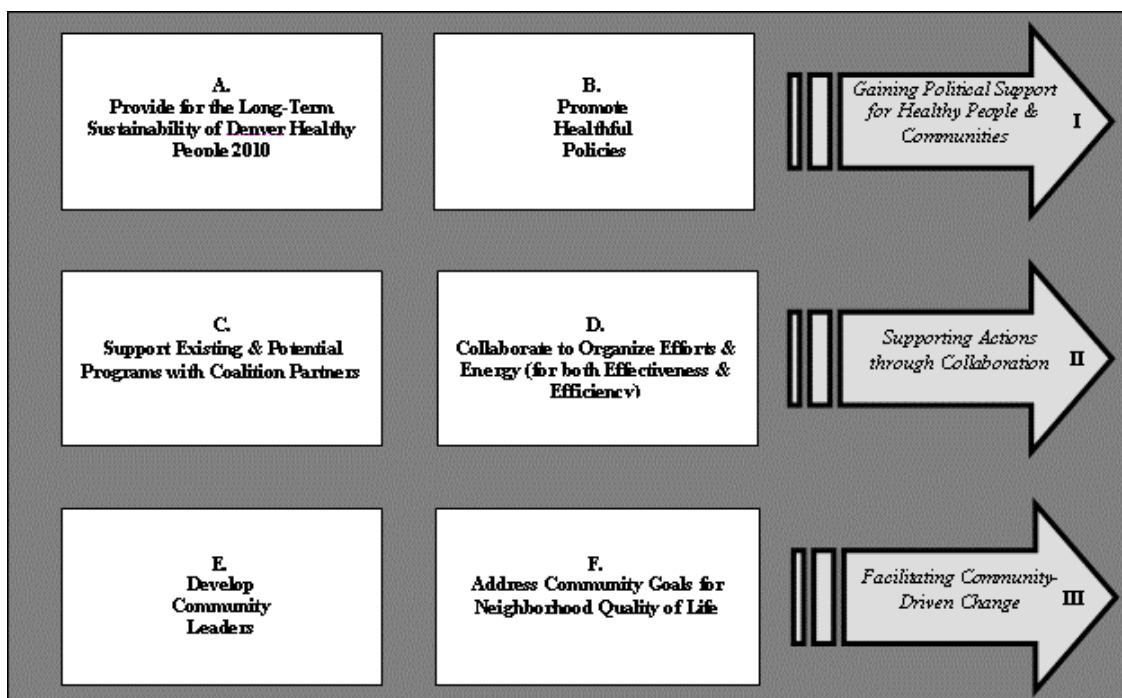 A.
Provide for the Long-Term
Sustainability of Denver Healthy
People 2010
B.
Promote
Healthful
Policies
Gaining Political Support
for Healthy People &
Communities
I
C.
Support Existing & Potential
Programs with Coalition Partners
D.
Collaborate to Organize Efforts &
Energy (for both Effectiveness &
Efficiency)
Supporting Actions
through Collaboration
II
E.
Develop
Community
Leaders
F.
Address Community Goals for
Neighborhood Quality of Life
Facilitating Community-
Driven Change
III